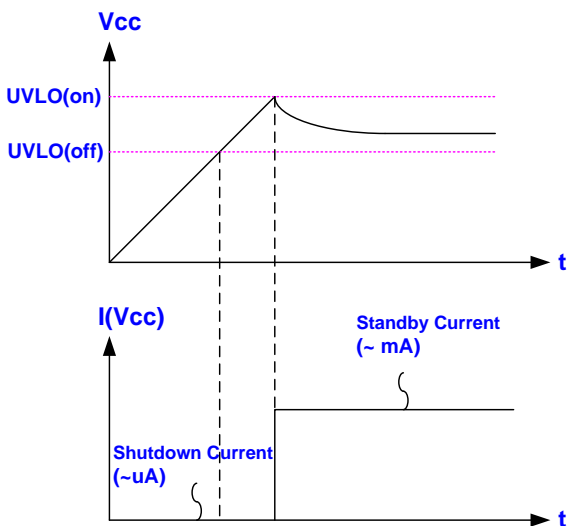 Vcc
UVLO(on)
UVLO(off)
t
I(Vcc)
Standby Current
(~ mA)
Shutdown Current
(~uA)
t